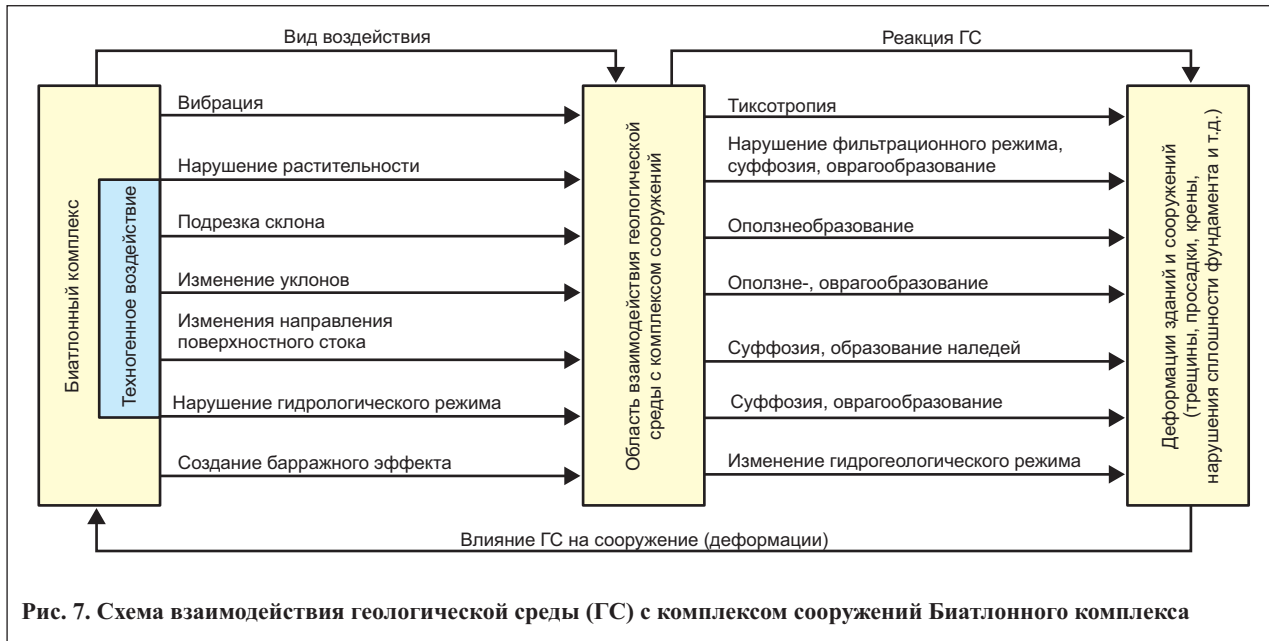 Вид воздействия
Реакция ГС
Биатлонный комплекс
Техногенное воздействие
Вибрация
Нарушение растительности
Подрезка склона
Изменение уклонов
Изменения направления
поверхностного стока
Нарушение гидрологического режима
Создание барражного эффекта
Область взаимодействия геологической
среды с комплексом сооружений
Тиксотропия
Нарушение фильтрационного режима,
суффозия, оврагообразование
Оползнеобразование
Оползне-, оврагообразование
Суффозия, образование наледей
Суффозия, оврагообразование
Изменение гидрогеологического режима
Деформации зданий и сооружений
(трещины, просадки, крены,
нарушения сплошности фундамента и т.д.)
Влияние ГС на сооружение (деформации)
Рис. 7. Схема взаимодействия геологической среды (ГС) с комплексом сооружений Биатлонного комплекса